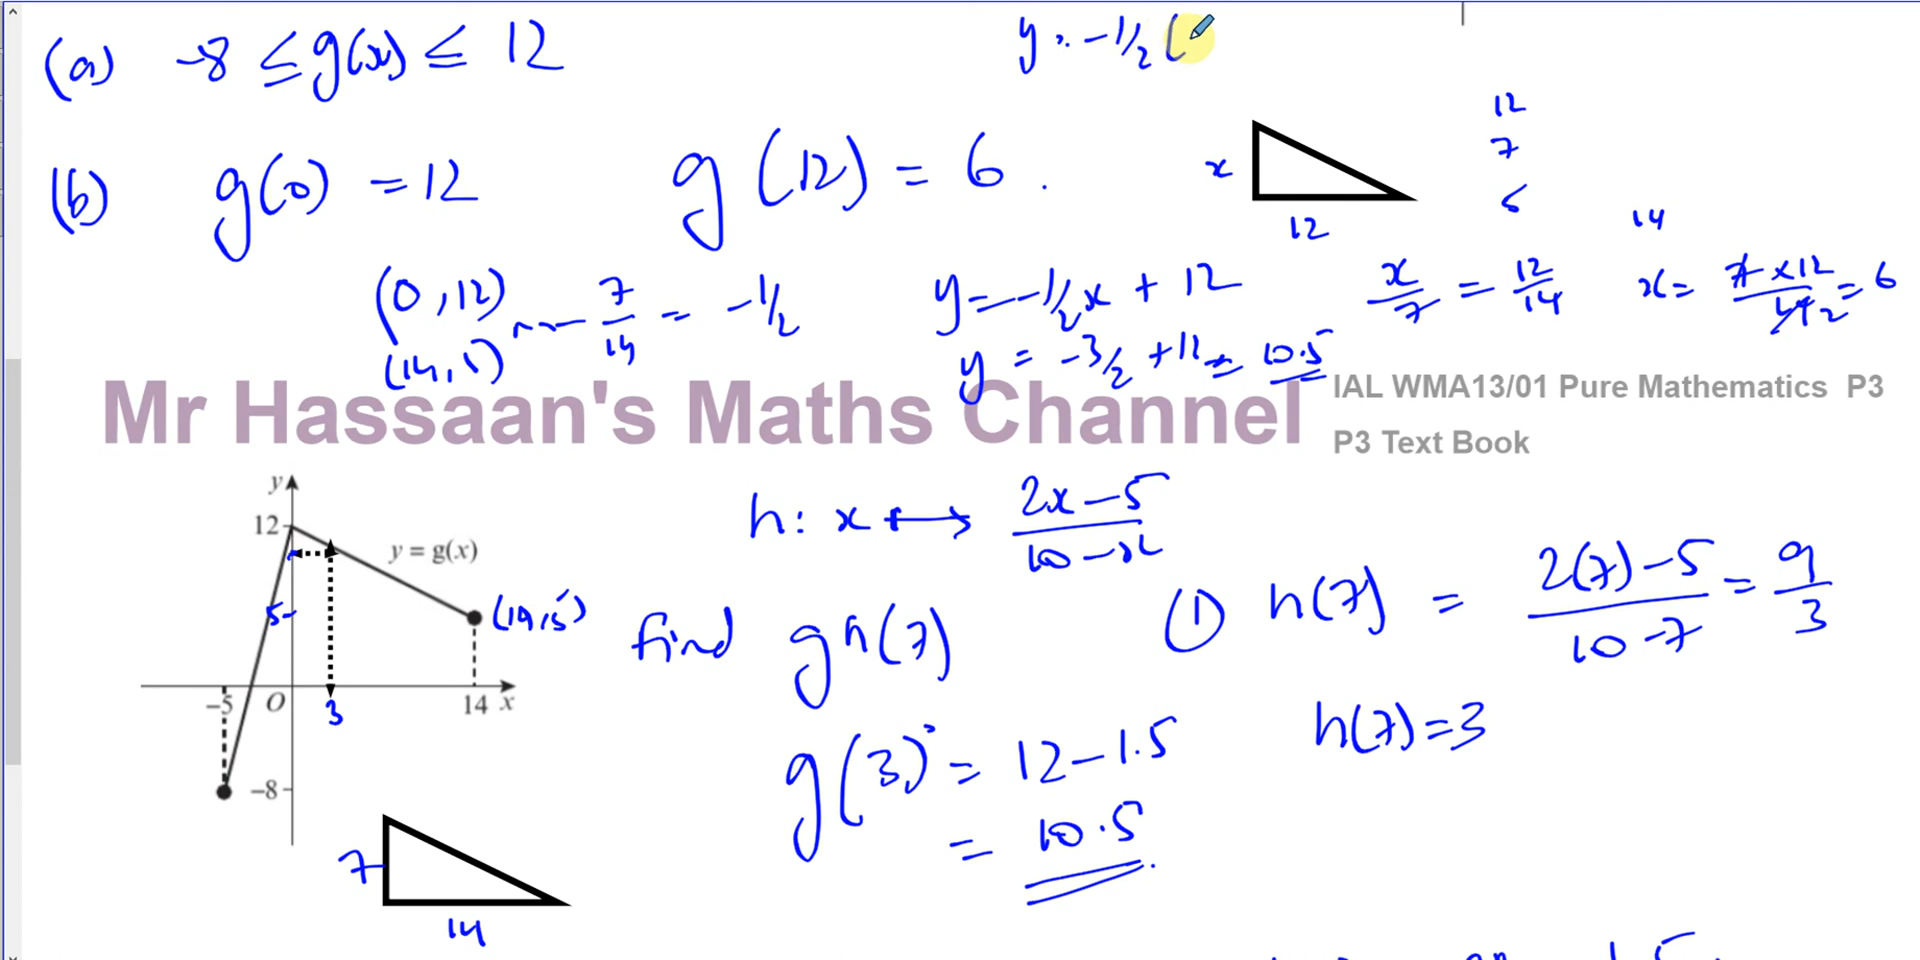 (a) -8 ≤ g(x) ≤ 12
y = -1/2 (
(b) g(0) = 12 g(12) = 6 .
x
12
12
7
5
14
(0, 12)
(14, 5)
7/14 = -1/2
y = -1/2x + 12
x/7 = 12/14
x = 7 x 12/14 2 = 6
y = -3/2 + 12 = 10.5
Mr Hassaan's Maths Channel
IAL WMA13/01 Pure Mathematics P3
P3 Text Book
y
12
y = g(x)
5
(14,5)
-5
O
3
14 x
-8
7
14
h: x ↦ 2x-5/10-x
find gh(7)
(1) h(7) = 2(7)-5/10-7 = 9/3
h(7) = 3
g(3) = 12 - 1.5
= 10.5